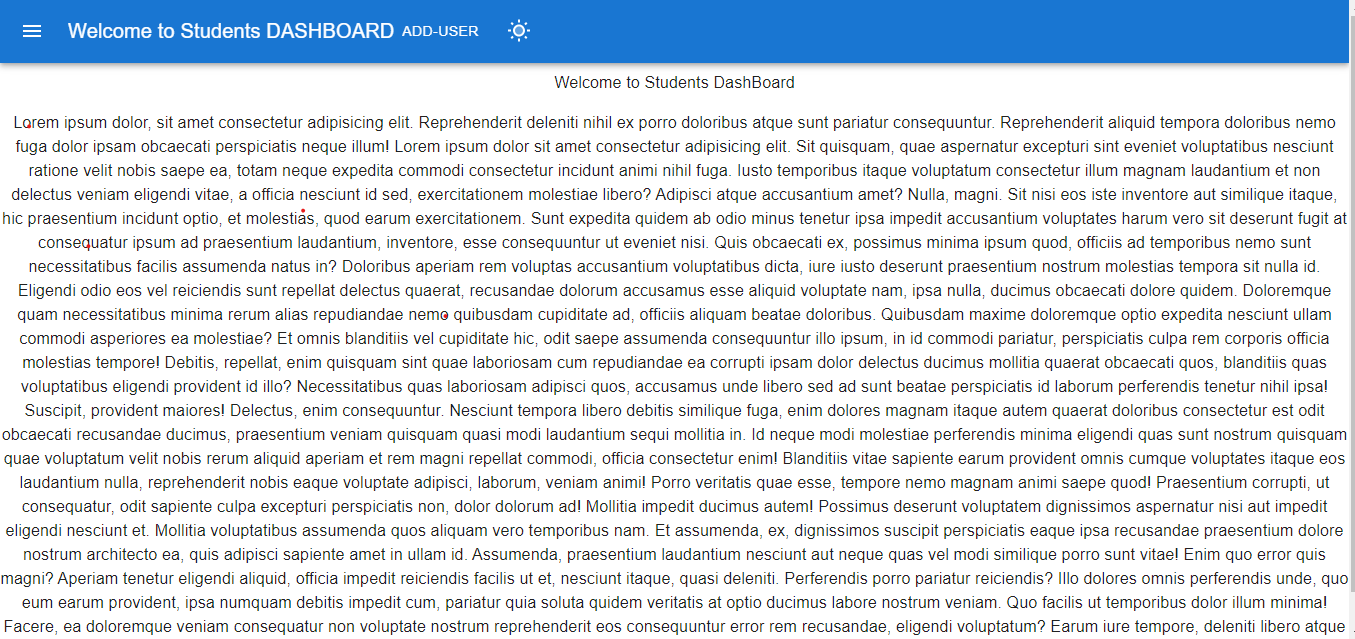 Welcome to Students DASHBOARD ADD-USER
Welcome to Students DashBoard
Lorem ipsum dolor, sit amet consectetur adipisicing elit. Reprehenderit deleniti nihil ex porro doloribus atque sunt pariatur consequuntur. Reprehenderit aliquid tempora doloribus nemo
fuga dolor ipsam obcaecati perspiciatis neque illum! Lorem ipsum dolor sit amet consectetur adipisicing elit. Sit quisquam, quae aspernatur excepturi sint eveniet voluptatibus nesciunt
ratione velit nobis saepe ea, totam neque expedita commodi consectetur incidunt animi nihil fuga. Iusto temporibus itaque voluptatum consectetur illum magnam laudantium et non
delectus veniam eligendi vitae, a officia nesciunt id sed, exercitationem molestiae libero? Adipisci atque accusantium amet? Nulla, magni. Sit nisi eos iste inventore aut similique itaque,
hic praesentium incidunt optio, et molestias, quod earum exercitationem. Sunt expedita quidem ab odio minus tenetur ipsa impedit accusantium voluptates harum vero sit deserunt fugit at
consequatur ipsum ad praesentium laudantium, inventore, esse consequuntur ut eveniet nisi. Quis obcaecati ex, possimus minima ipsum quod, officiis ad temporibus nemo sunt
necessitatibus facilis assumenda natus in? Doloribus aperiam rem voluptas accusantium voluptatibus dicta, iure iusto deserunt praesentium nostrum molestias tempora sit nulla id.
Eligendi odio eos vel reiciendis sunt repellat delectus quaerat, recusandae dolorum accusamus esse aliquid voluptate nam, ipsa nulla, ducimus obcaecati dolore quidem. Doloremque
quam necessitatibus minima rerum alias repudiandae nemo quibusdam cupiditate ad, officiis aliquam beatae doloribus. Quibusdam maxime doloremque optio expedita nesciunt ullam
commodi asperiores ea molestiae? Et omnis blanditiis vel cupiditate hic, odit saepe assumenda consequuntur illo ipsum, in id commodi pariatur, perspiciatis culpa rem corporis officia
molestias tempore! Debitis, repellat, enim quisquam sint quae laboriosam cum repudiandae ea corrupti ipsam dolor delectus ducimus mollitia quaerat obcaecati quos, blanditiis quas
voluptatibus eligendi provident id illo? Necessitatibus quas laboriosam adipisci quos, accusamus unde libero sed ad sunt beatae perspiciatis id laborum perferendis tenetur nihil ipsa!
Suscipit, provident maiores! Delectus, enim consequuntur. Nesciunt tempora libero debitis similique fuga, enim dolores magnam itaque autem quaerat doloribus consectetur est odit
obcaecati recusandae ducimus, praesentium veniam quisquam quasi modi laudantium sequi mollitia in. Id neque modi molestiae perferendis minima eligendi quas sunt nostrum quisquam
quae voluptatum velit nobis rerum aliquid aperiam et rem magni repellat commodi, officia consectetur enim! Blanditiis vitae sapiente earum provident omnis cumque voluptates itaque eos
laudantium nulla, reprehenderit nobis eaque voluptate adipisci, laborum, veniam animi! Porro veritatis quae esse, tempore nemo magnam animi saepe quod! Praesentium corrupti, ut
consequatur, odit sapiente culpa excepturi perspiciatis non, dolor dolorum ad! Mollitia impedit ducimus autem! Possimus deserunt voluptatem dignissimos aspernatur nisi aut impedit
eligendi nesciunt et. Mollitia voluptatibus assumenda quos aliquam vero temporibus nam. Et assumenda, ex, dignissimos suscipit perspiciatis eaque ipsa recusandae praesentium dolore
nostrum architecto ea, quis adipisci sapiente amet in ullam id. Assumenda, praesentium laudantium nesciunt aut neque quas vel modi similique porro sunt vitae! Enim quo error quis
magni? Aperiam tenetur eligendi aliquid, officia impedit reiciendis facilis ut et, nesciunt itaque, quasi deleniti. Perferendis porro pariatur reiciendis? Illo dolores omnis perferendis unde, quo
eum earum provident, ipsa numquam debitis impedit cum, pariatur quia soluta quidem veritatis at optio ducimus labore nostrum veniam. Quo facilis ut temporibus dolor illum minima!
Facere, ea doloremque veniam consequatur non voluptate nostrum reprehenderit eos consequuntur error rem recusandae, eligendi voluptatum? Earum iure tempore, deleniti libero atque